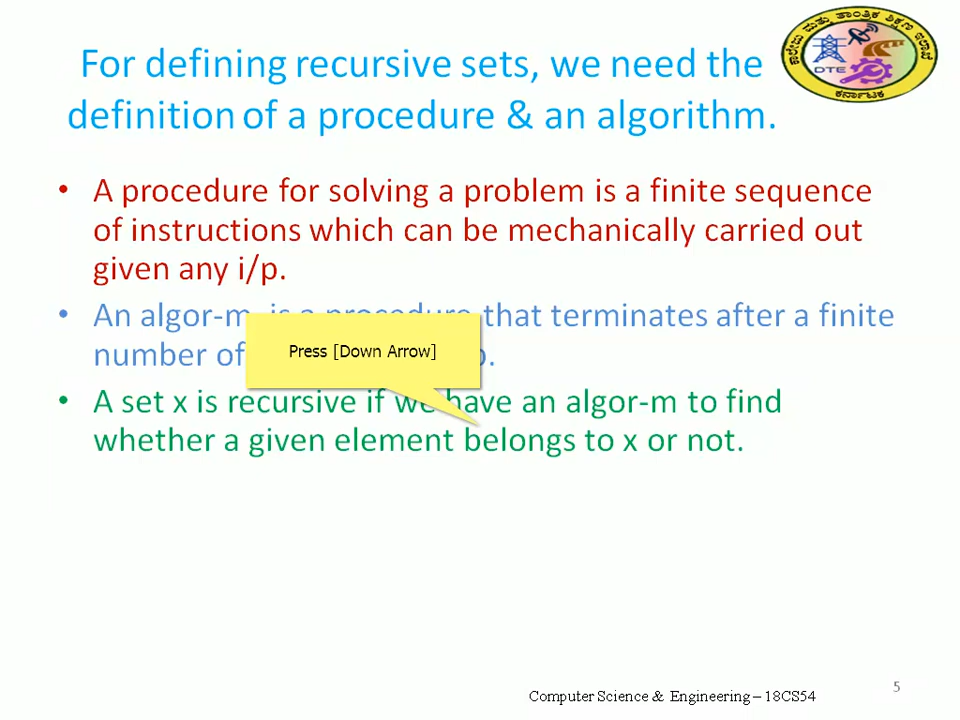 For defining recursive sets, we need the
definition of a procedure & an algorithm.
DTE
• A procedure for solving a problem is a finite sequence
of instructions which can be mechanically carried out
given any i/p.
• An algor-m is a procedure that terminates after a finite
number of
Press [Down Arrow]
• A set x is recursive if we have an algor-m to find
whether a given element belongs to x or not.
Computer Science & Engineering – 18CS54
5